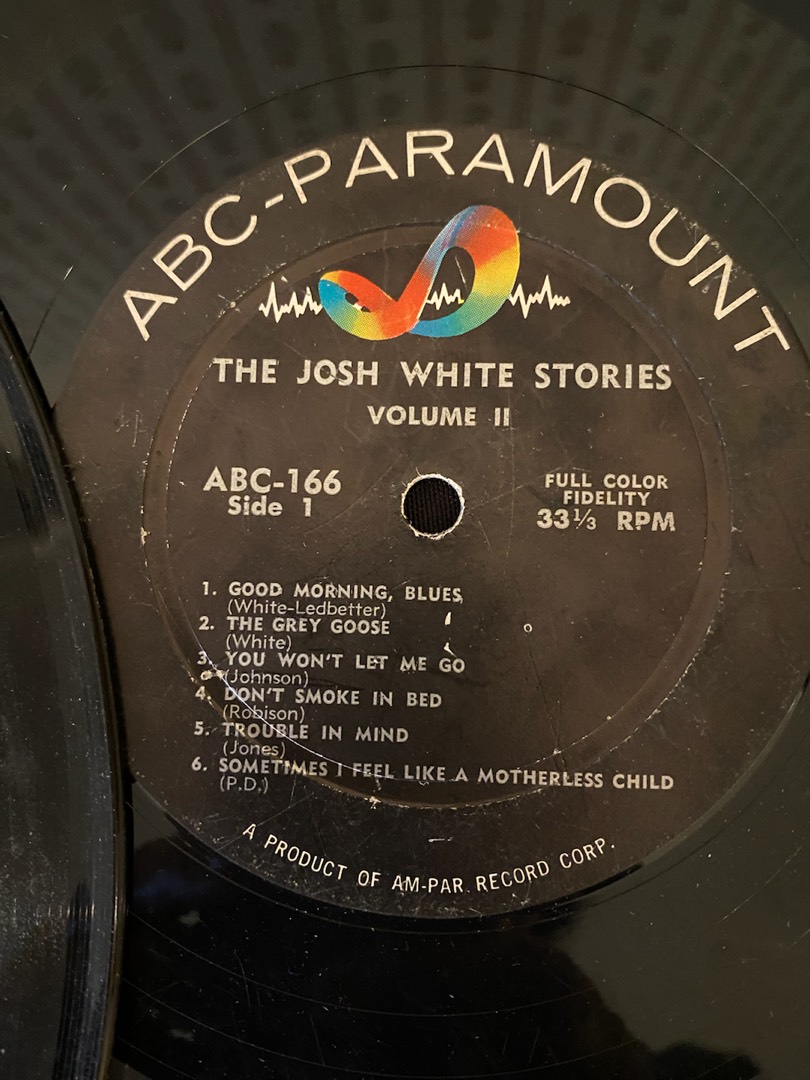 ABC-PARAMOUNT
THE JOSH WHITE STORIES
VOLUME II
ABC-166
Side 1
FULL COLOR
FIDELITY
33⅓ RPM
1. GOOD MORNING, BLUES
(White-Ledbetter)
2. THE GREY GOOSE
(White)
3. YOU WON'T LET ME GO
(Johnson)
4. DON'T SMOKE IN BED
(Robison)
5. TROUBLE IN MIND
(Jones)
6. SOMETIMES I FEEL LIKE A MOTHERLESS CHILD
(P.D.)
A PRODUCT OF AM-PAR RECORD CORP.